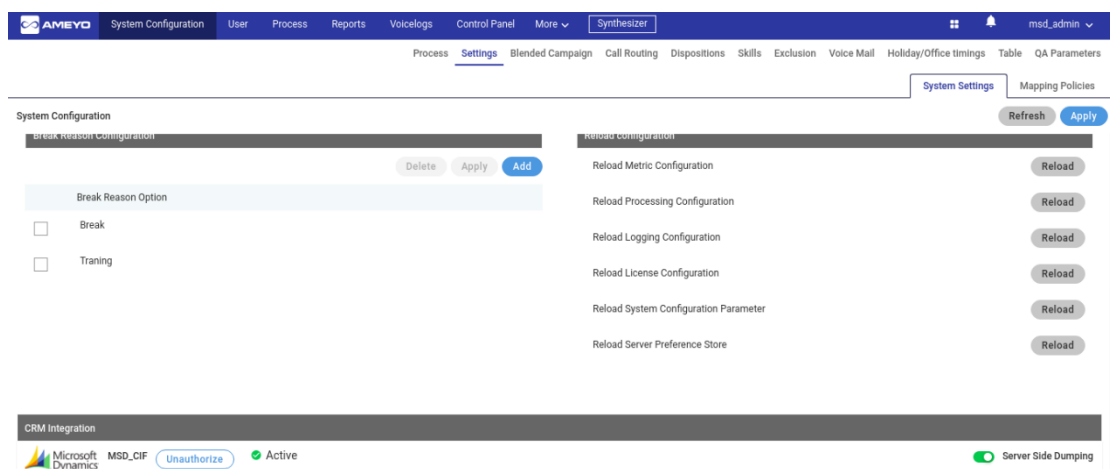 AMEYO System Configuration User Process Reports Voicelogs Control Panel More Synthesizer msd_admin
Process Settings Blended Campaign Call Routing Dispositions Skills Exclusion Voice Mail Holiday/Office timings Table QA Parameters
System Settings Mapping Policies
System Configuration Refresh Apply
Break Reason Configuration Reload configuration
Delete Apply Add Reload Metric Configuration Reload
Break Reason Option Reload Processing Configuration Reload
Break Reload Logging Configuration Reload
Traning Reload License Configuration Reload
Reload System Configuration Parameter Reload
Reload Server Preference Store Reload
CRM Integration
Microsoft Dynamics MSD_CIF Unauthorize Active Server Side Dumping